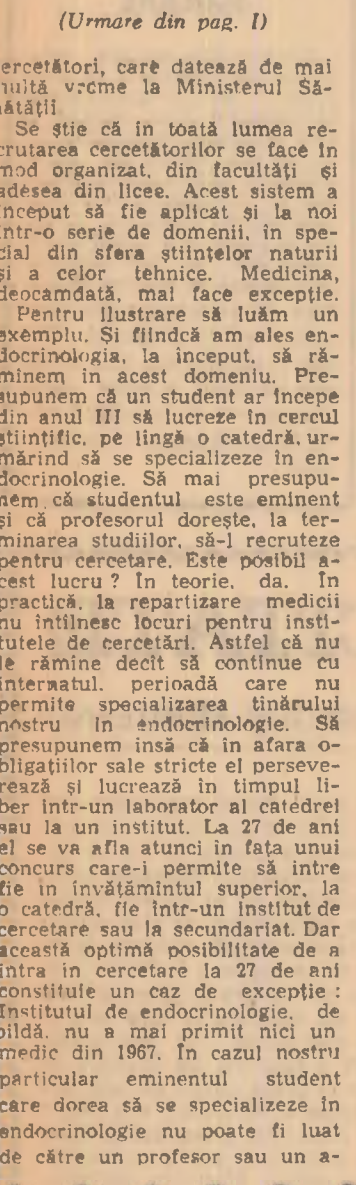 (Urmare din pag. I)
ercetători, care datează de mai
multă vreme la Ministerul Să-
nătății
Se știe că în toată lumea re-
crutarea cercetătorilor se face în
mod organizat, din facultăți și
adesea din licee. Acest sistem a
început să fie aplicat și la noi
într-o serie de domenii, în spe-
cial din sfera științelor naturii
și a celor tehnice. Medicina,
deocamdată, mai face excepție.
Pentru ilustrare să luăm un
exemplu. Și fiindcă am ales en-
docrinologia, la început, să ră-
mînem în acest domeniu. Pre-
supunem că un student ar începe
din anul III să lucreze în cercul
științific, pe lîngă o catedră, ur-
mărind să se specializeze în en-
docrinologie. Să mai presupu-
nem că studentul este eminent
și că profesorul dorește, la ter-
minarea studiilor, să-l recruteze
pentru cercetare. Este posibil a-
cest lucru ? În teorie, da. În
practică, la repartizare medicii
nu întîlnesc locuri pentru insti-
tutele de cercetări. Astfel că nu
le rămîne decît să continue cu
internatul, perioadă care nu
permite specializarea tînărului
nostru în endocrinologie. Să
presupunem însă că în afara o-
bligațiilor sale stricte el perseve-
rează și lucrează în timpul li-
ber într-un laborator al catedrei
sau la un institut. La 27 de ani
el se va afla atunci în fața unui
concurs care-i permite să intre
fie în învățămîntul superior, la
o catedră, fie într-un institut de
cercetare sau la secundariat. Dar
această optimă posibilitate de a
intra în cercetare la 27 de ani
constituie un caz de excepție :
Institutul de endocrinologie, de
pildă, nu a mai primit nici un
medic din 1967. În cazul nostru
particular eminentul student
care dorea să se specializeze în
endocrinologie nu poate fi luat
de către un profesor sau un a-